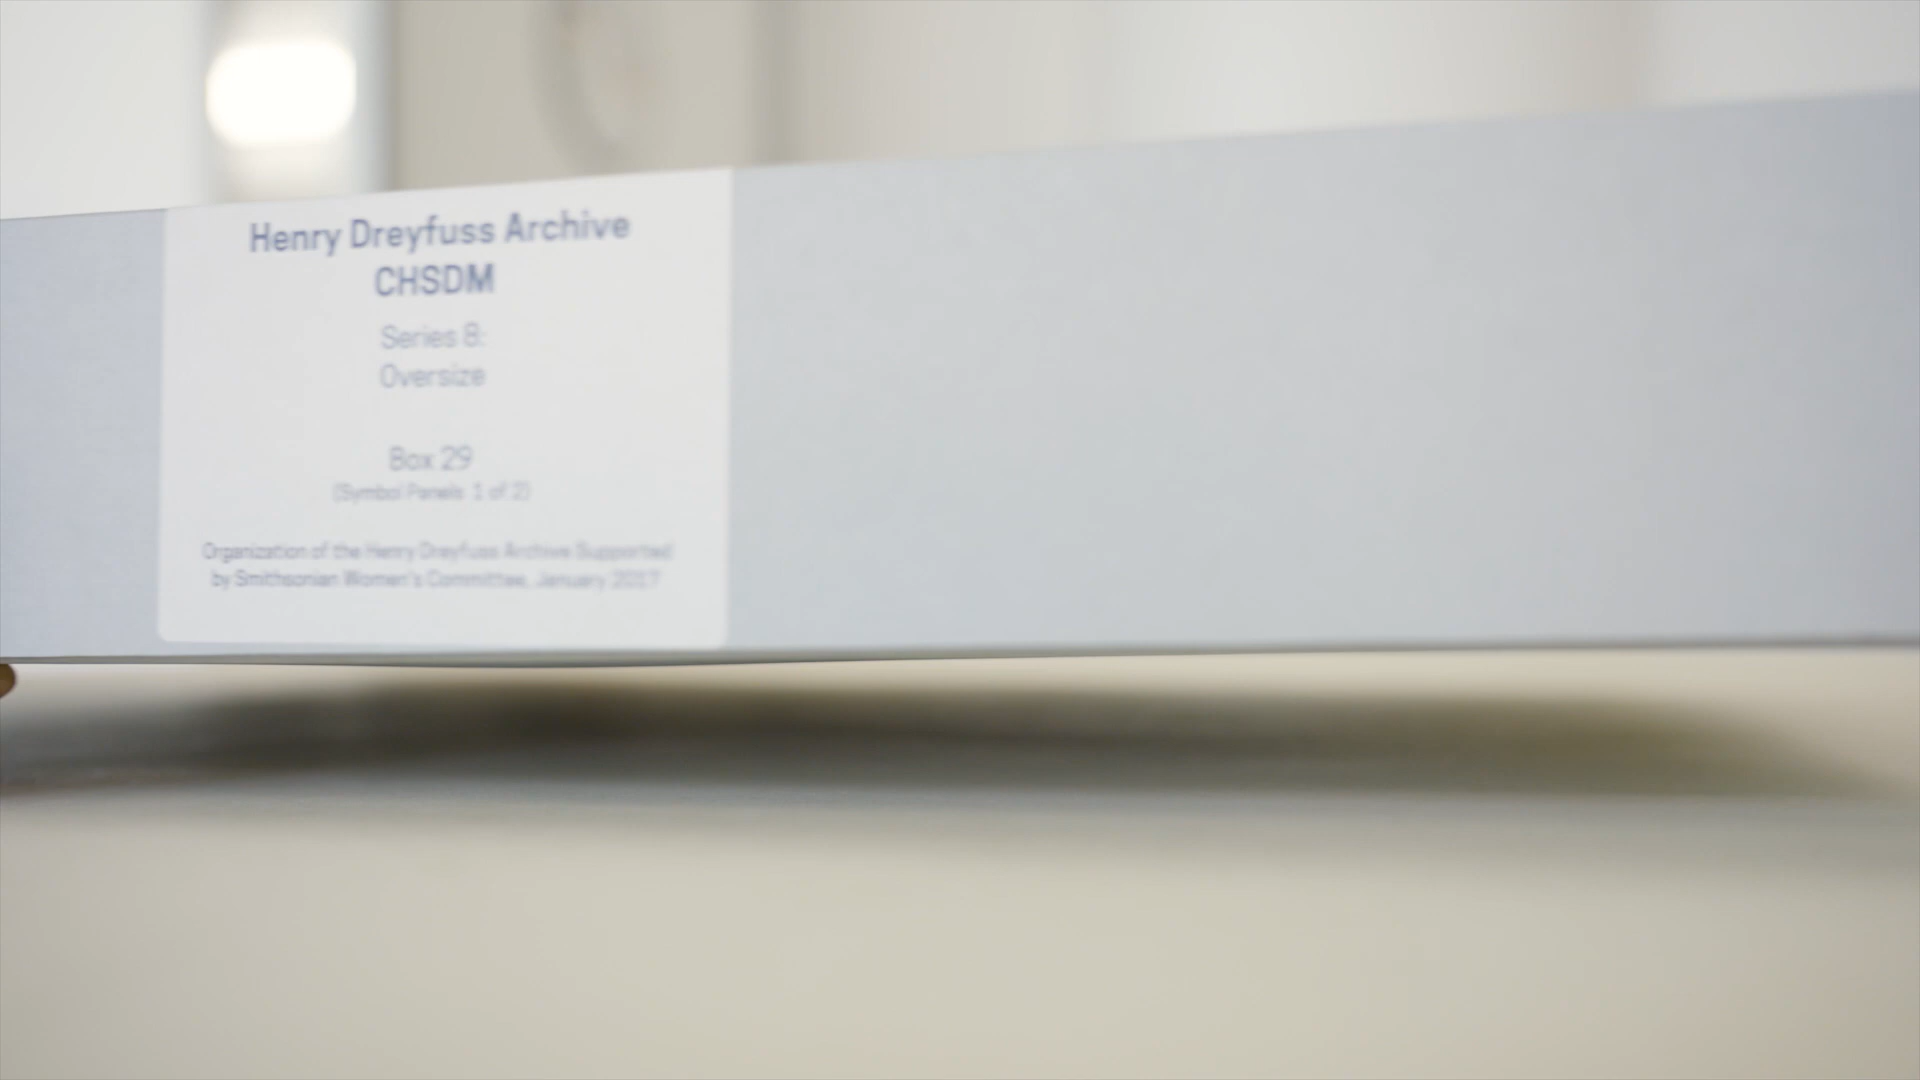 Henry Dreyfuss Archive
CHSDM
Series 8:
Oversize
Box 29
(Symbol Panels 1 of 2)
Organization of the Henry Dreyfuss Archive Supported
by Smithsonian Women's Committee, January 2017